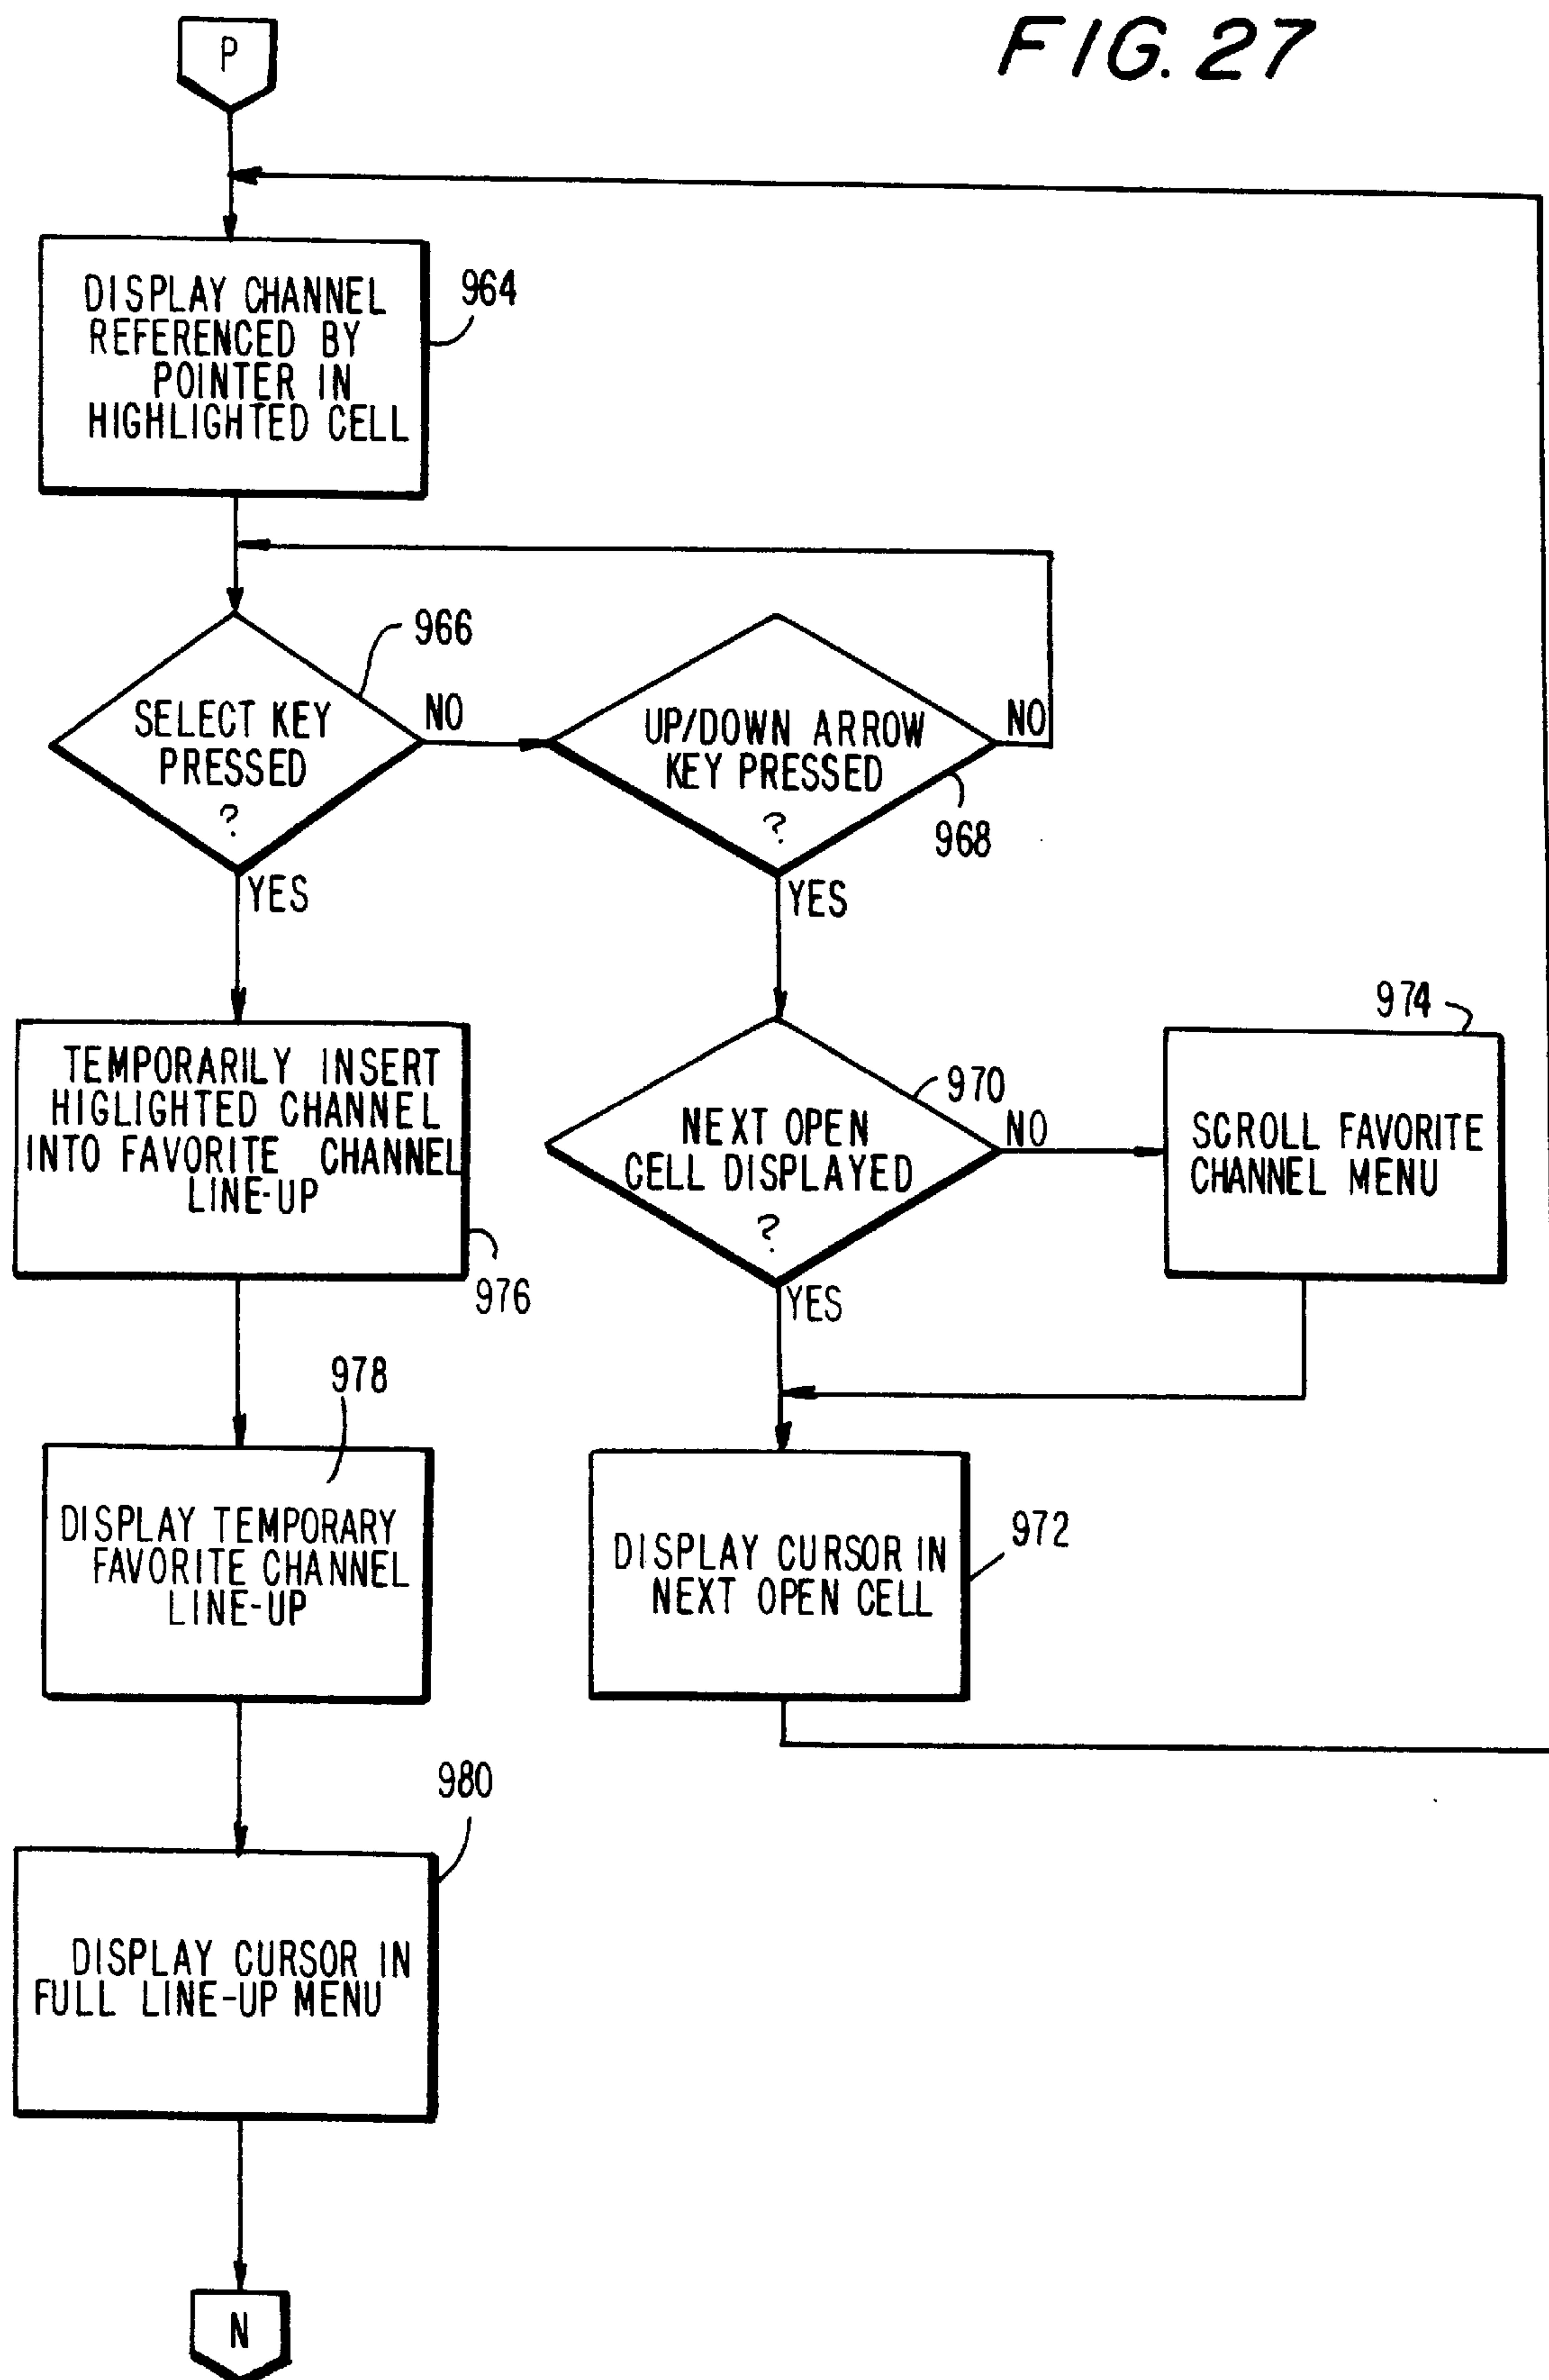 FIG. 27
P
DISPLAY CHANNEL
REFERENCED BY
POINTER IN
HIGHLIGHTED CELL
964
SELECT KEY
PRESSED
?
966
NO
YES
UP/DOWN ARROW
KEY PRESSED
?
968
NO
YES
NEXT OPEN
CELL DISPLAYED
?
970
NO
YES
974
SCROLL FAVORITE
CHANNEL MENU
TEMPORARILY INSERT
HIGLIGHTED CHANNEL
INTO FAVORITE CHANNEL
LINE-UP
976
978
DISPLAY TEMPORARY
FAVORITE CHANNEL
LINE-UP
DISPLAY CURSOR IN
NEXT OPEN CELL
972
980
DISPLAY CURSOR IN
FULL LINE-UP MENU
N